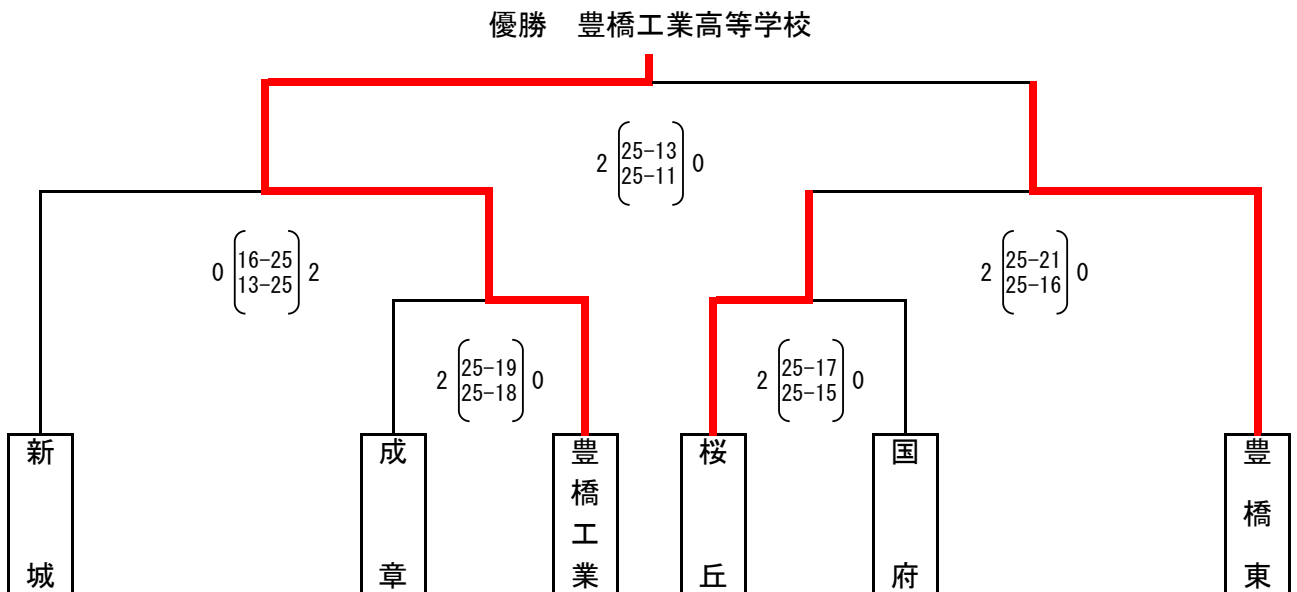 優勝　豊橋工業高等学校
2 25-13 0
25-11
0 16-25 2
13-25
2 25-21 0
25-16
2 25-19 0
25-18
2 25-17 0
25-15
新城
成章
豊橋工業
桜丘
国府
豊橋東